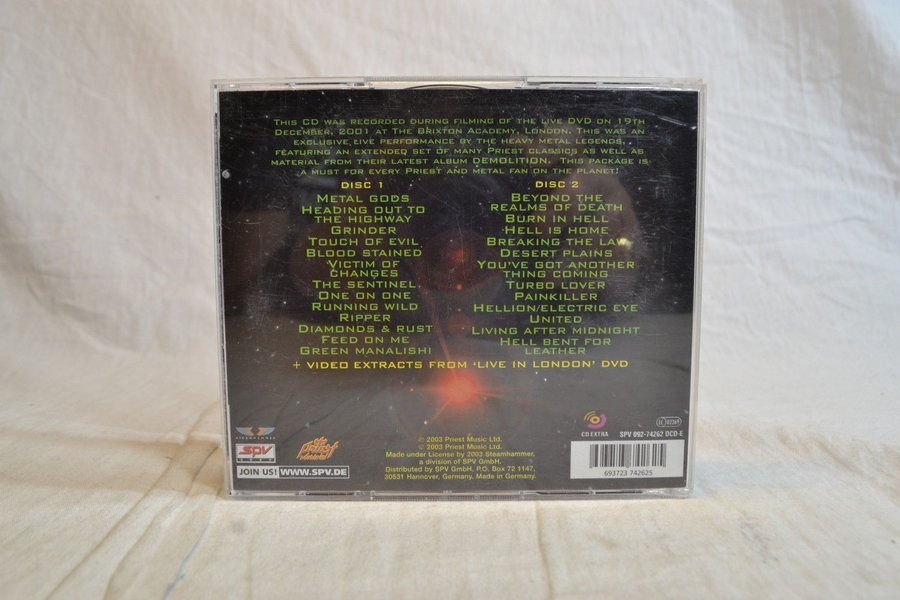 THIS CD WAS RECORDED DURING FILMING OF THE LIVE DVD ON 19TH
DECEMBER, 2001 AT THE BRIXTON ACADEMY, LONDON. THIS WAS AN
EXCLUSIVE LIVE PERFORMANCE BY THE HEAVY METAL LEGENDS,
FEATURING AN EXTENDED SET OF MANY PRIEST CLASSICS AS WELL AS
MATERIAL FROM THEIR LATEST ALBUM DEMOLITION. THIS PACKAGE IS
A MUST FOR EVERY PRIEST AND METAL FAN ON THE PLANET!
DISC 1
METAL GODS
HEADING OUT TO
THE HIGHWAY
GRINDER
TOUCH OF EVIL
BLOOD STAINED
VICTIM OF
CHANGES
THE SENTINEL
ONE ON ONE
RUNNING WILD
RIPPER
DIAMONDS & RUST
FEED ON ME
GREEN MANALISHI
DISC 2
BEYOND THE
REALMS OF DEATH
BURN IN HELL
HELL IS HOME
BREAKING THE LAW
DESERT PLAINS
YOU'VE GOT ANOTHER
THING COMING
TURBO LOVER
PAINKILLER
HELLION/ELECTRIC EYE
UNITED
LIVING AFTER MIDNIGHT
HELL BENT FOR
LEATHER
+ VIDEO EXTRACTS FROM 'LIVE IN LONDON' DVD
STEAMHAMMER
SPV
JOIN US! WWW.SPV.DE
the Priest
℗ 2003 Priest Music Ltd.
© 2003 Priest Music Ltd.
Made under License by 2003 Steamhammer,
a division of SPV GmbH.
Distributed by SPV GmbH, P.O. Box 72 1147,
30531 Hannover, Germany. Made in Germany.
CD EXTRA
SPV 092-74262 DCD-E
693723 742625